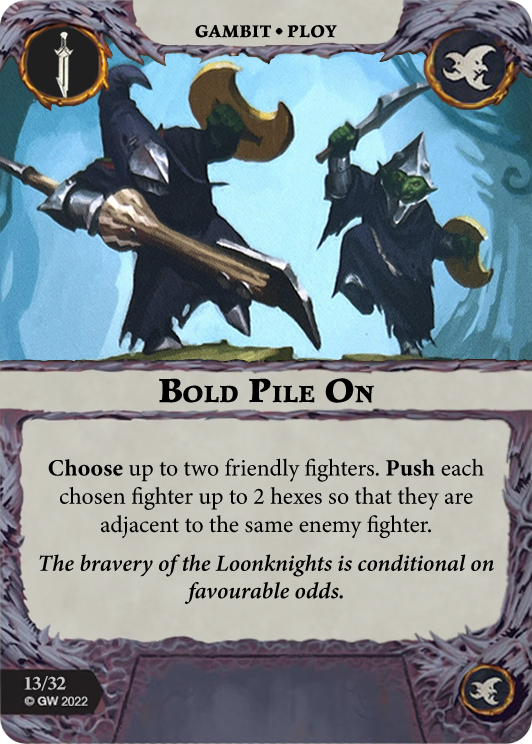 GAMBIT • PLOY
BOLD PILE ON
Choose up to two friendly fighters. Push each
chosen fighter up to 2 hexes so that they are
adjacent to the same enemy fighter.
The bravery of the Loonknights is conditional on
favourable odds.
13/32
© GW 2022